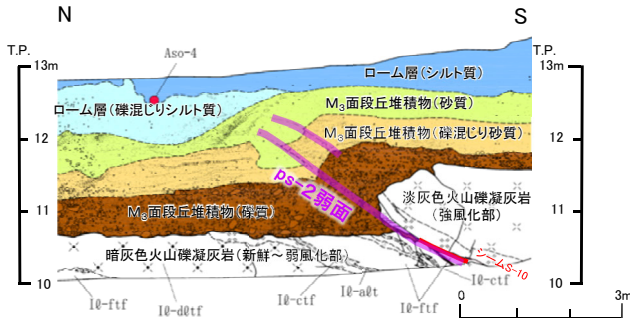 N
S
T.P.
T.P.
Aso-4
13m
13m
ローム層(シルト質)
ローム層(礫混じりシルト質)
M₃面段丘堆積物(砂質)
12
12
M₃面段丘堆積物(礫混じり砂質)
ps-2弱面
淡灰色火山礫凝灰岩
(強風化部)
11
11
M₃面段丘堆積物(礫質)
暗灰色火山礫凝灰岩(新鮮～弱風化部)
シームS-10
10
10
Iℓ-ftf
Iℓ-dℓtf
Iℓ-ctf
Iℓ-aℓt
Iℓ-ftf
Iℓ-ctf
0
3m